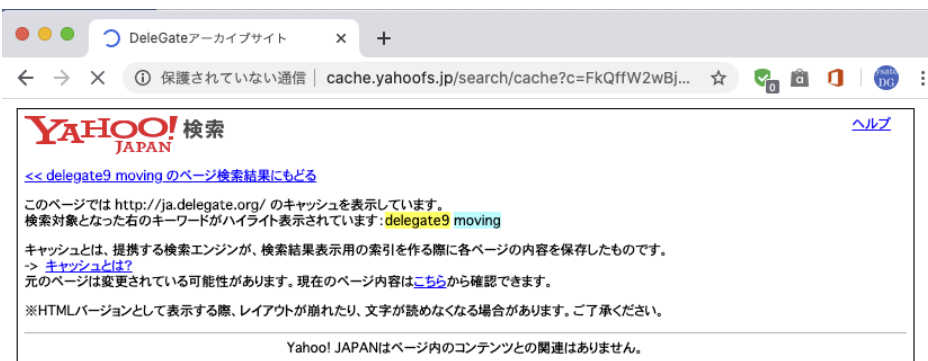 DeleGateアーカイブサイト
保護されていない通信 | cache.yahoofs.jp/search/cache?c=FkQffW2wBj...
0
ysato DG
YAHOO! 検索
JAPAN
ヘルプ
<< delegate9 moving のページ検索結果にもどる
このページでは http://ja.delegate.org/ のキャッシュを表示しています。
検索対象となった右のキーワードがハイライト表示されています:delegate9 moving
キャッシュとは、提携する検索エンジンが、検索結果表示用の索引を作る際に各ページの内容を保存したものです。
-> キャッシュとは?
元のページは変更されている可能性があります。現在のページ内容はこちらから確認できます。
※HTMLバージョンとして表示する際、レイアウトが崩れたり、文字が読めなくなる場合があります。ご了承ください。
Yahoo! JAPANはページ内のコンテンツとの関連はありません。